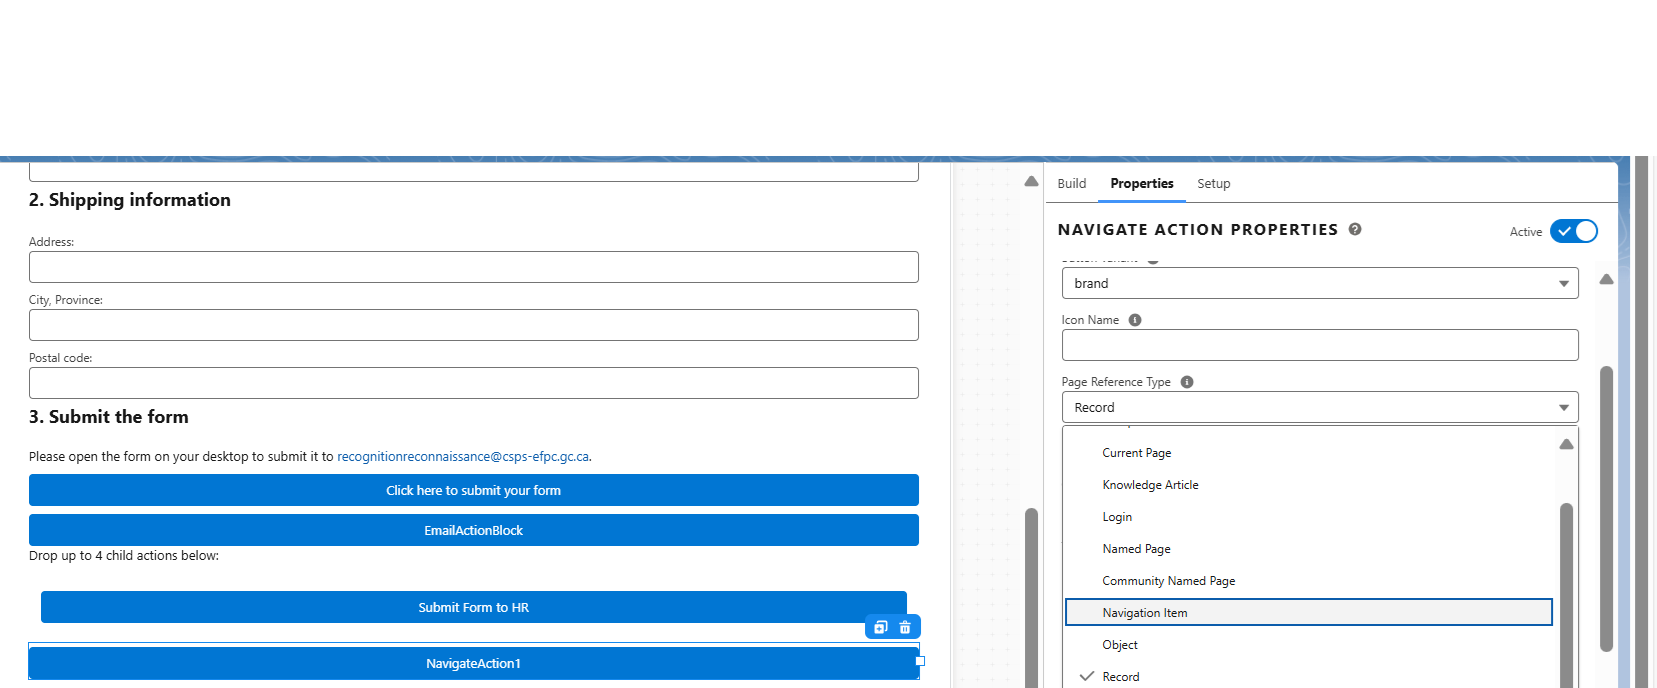 2. Shipping information
Address:
City, Province:
Postal code:
3. Submit the form
Please open the form on your desktop to submit it to recognitionreconnaissance@csps-efpc.gc.ca.
Click here to submit your form
EmailActionBlock
Drop up to 4 child actions below:
Submit Form to HR
NavigateAction1
Build Properties Setup
NAVIGATE ACTION PROPERTIES
Active
brand
Icon Name
Page Reference Type
Record
Current Page
Knowledge Article
Login
Named Page
Community Named Page
Navigation Item
Object
Record